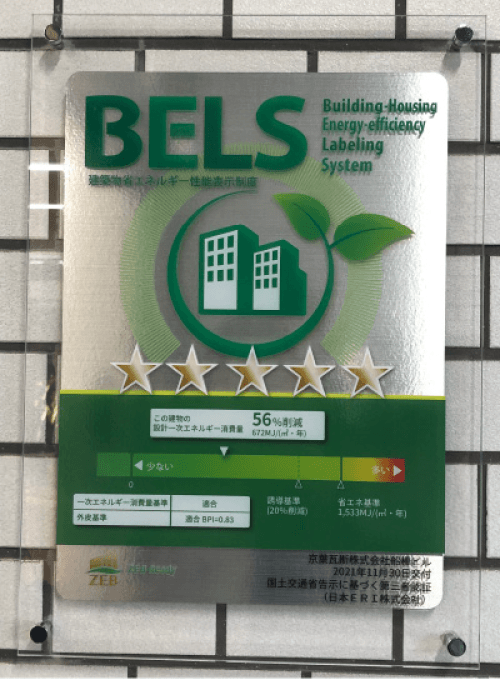 BELS
Building-Housing
Energy-efficiency
Labeling
System
建築物省エネルギー性能表示制度
この建物の
設計一次エネルギー消費量
56%削減
672MJ/(㎡・年)
少ない
多い
0
誘導基準
(20%削減)
省エネ基準
1,533MJ/(㎡・年)
一次エネルギー消費量基準 適合
外皮基準 適合 BPI=0.83
ZEB
ZEB Ready
京葉瓦斯株式会社船橋ビル
2021年11月30日交付
国土交通省告示に基づく第三者認証
(日本ERI株式会社)